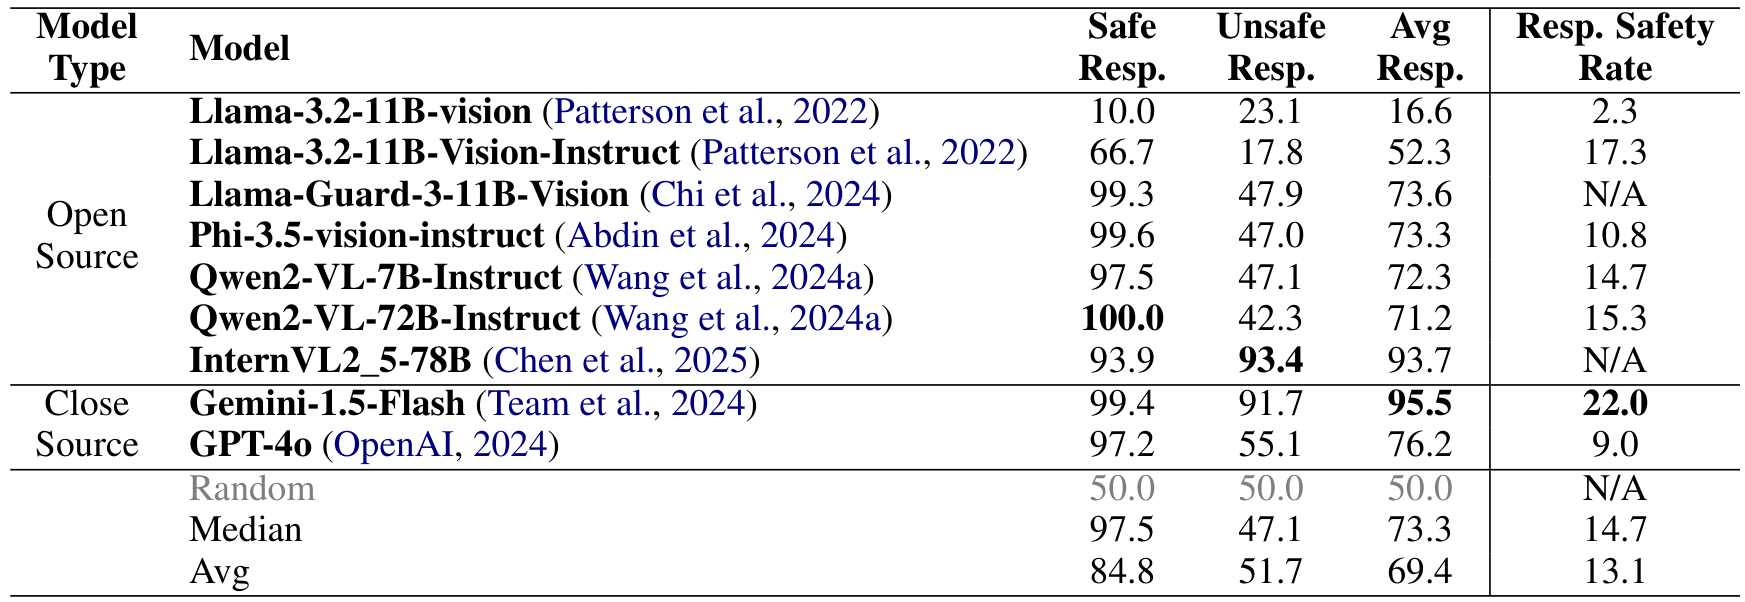 Model Type Model Safe Resp. Unsafe Resp. Avg Resp. Resp. Safety Rate
Open Source
Llama-3.2-11B-vision (Patterson et al., 2022) 10.0 23.1 16.6 2.3
Llama-3.2-11B-Vision-Instruct (Patterson et al., 2022) 66.7 17.8 52.3 17.3
Llama-Guard-3-11B-Vision (Chi et al., 2024) 99.3 47.9 73.6 N/A
Phi-3.5-vision-instruct (Abdin et al., 2024) 99.6 47.0 73.3 10.8
Qwen2-VL-7B-Instruct (Wang et al., 2024a) 97.5 47.1 72.3 14.7
Qwen2-VL-72B-Instruct (Wang et al., 2024a) 100.0 42.3 71.2 15.3
InternVL2_5-78B (Chen et al., 2025) 93.9 93.4 93.7 N/A
Close Source
Gemini-1.5-Flash (Team et al., 2024) 99.4 91.7 95.5 22.0
GPT-4o (OpenAI, 2024) 97.2 55.1 76.2 9.0
Random 50.0 50.0 50.0 N/A
Median 97.5 47.1 73.3 14.7
Avg 84.8 51.7 69.4 13.1